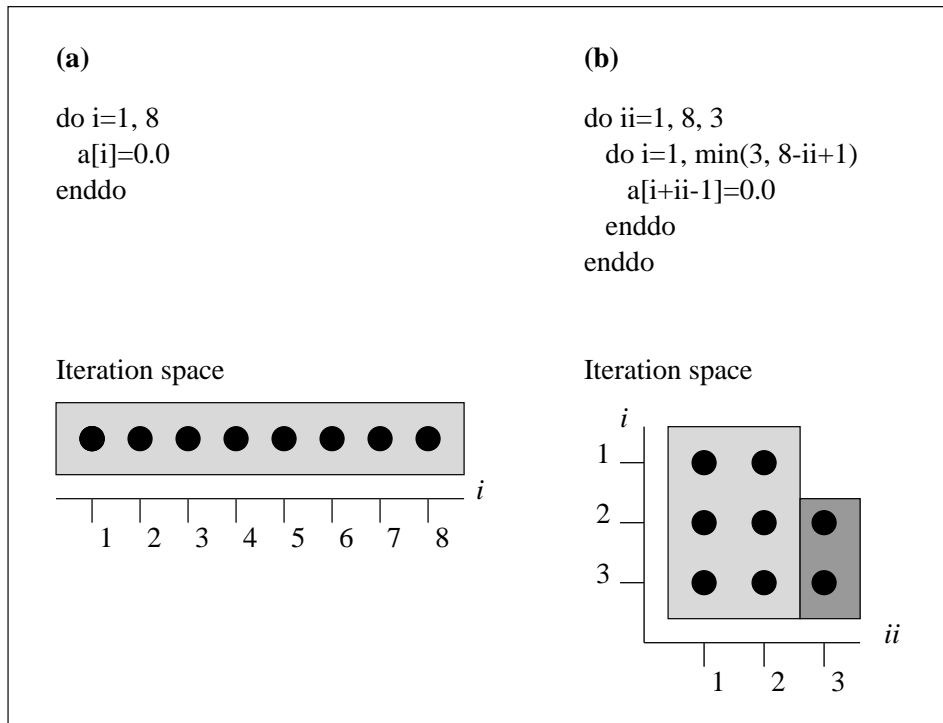 (a)
do i=1, 8
a[i]=0.0
enddo
Iteration space
i
1 2 3 4 5 6 7 8
(b)
do ii=1, 8, 3
do i=1, min(3, 8-ii+1)
a[i+ii-1]=0.0
enddo
enddo
Iteration space
i
1
2
3
ii
1 2 3